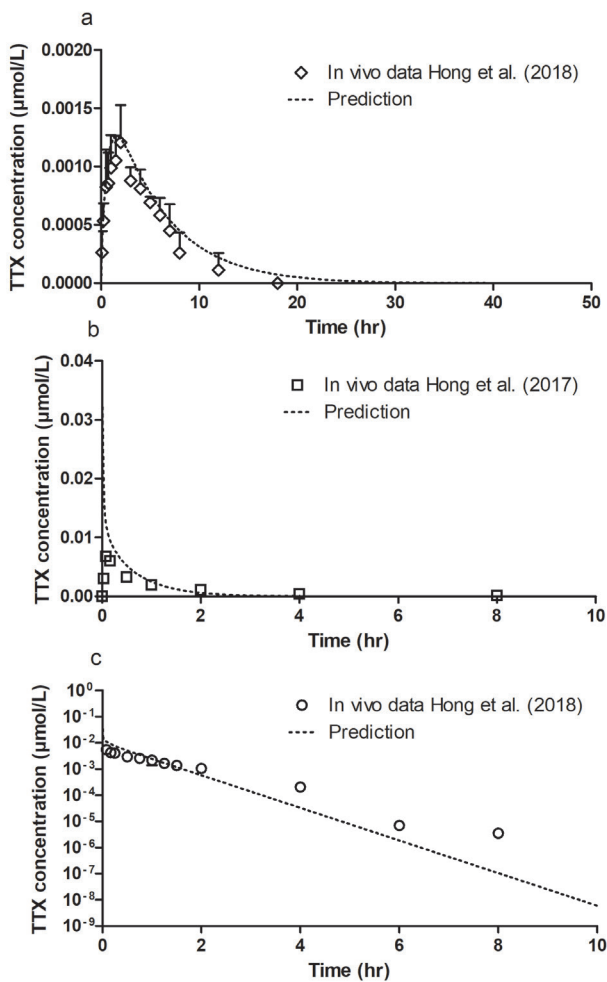 a
0.0020
0.0015
0.0010
0.0005
0.0000
TTX concentration (µmol/L)
In vivo data Hong et al. (2018)
Prediction
0 10 20 30 40 50
Time (hr)
b
0.04
0.03
0.02
0.01
0.00
TTX concentration (µmol/L)
In vivo data Hong et al. (2017)
Prediction
0 2 4 6 8 10
Time (hr)
c
10⁰
10⁻¹
10⁻²
10⁻³
10⁻⁴
10⁻⁵
10⁻⁶
10⁻⁷
10⁻⁸
10⁻⁹
TTX concentration (µmol/L)
In vivo data Hong et al. (2018)
Prediction
0 2 4 6 8 10
Time (hr)